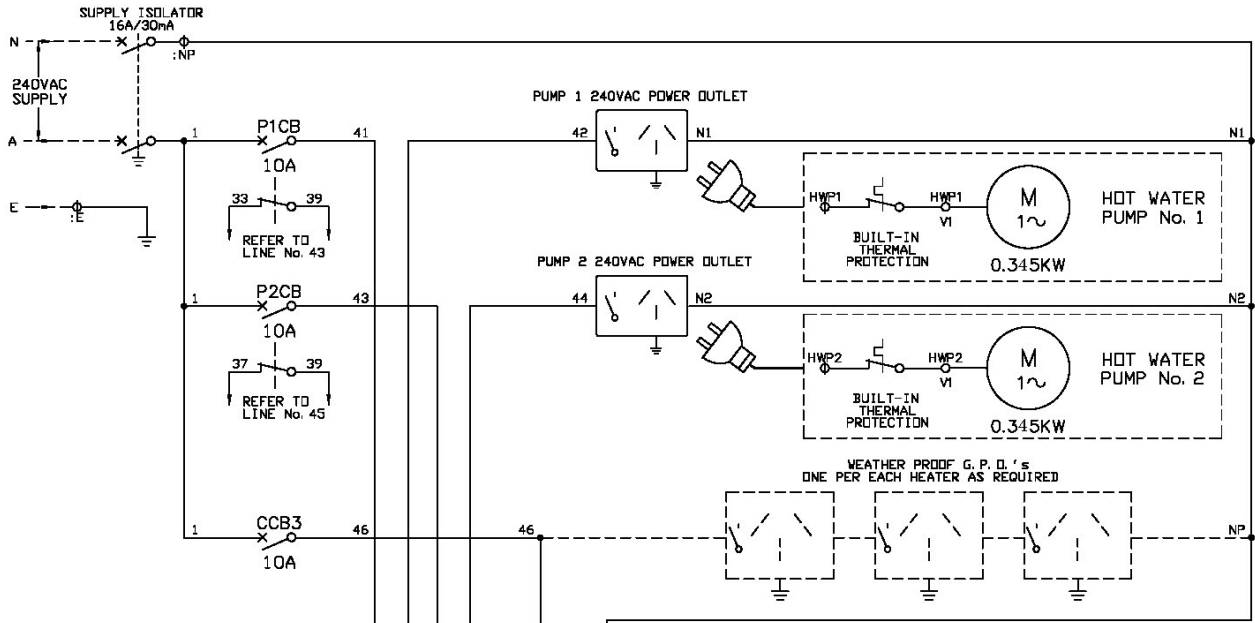 SUPPLY ISOLATOR
16A/30mA
N
:NP
240VAC
SUPPLY
PUMP 1 240VAC POWER OUTLET
A
1
P1CB
41
42
N1
N1
10A
E
:E
33
39
REFER TO
LINE No. 43
HWP1
HWP1
V1
M
1~
HOT WATER
PUMP No. 1
BUILT-IN
THERMAL
PROTECTION
0.345KW
PUMP 2 240VAC POWER OUTLET
1
P2CB
43
44
N2
N2
10A
37
39
REFER TO
LINE No. 45
HWP2
HWP2
V1
M
1~
HOT WATER
PUMP No. 2
BUILT-IN
THERMAL
PROTECTION
0.345KW
WEATHER PROOF G.P.O.'s
ONE PER EACH HEATER AS REQUIRED
1
CCB3
46
46
NP
10A